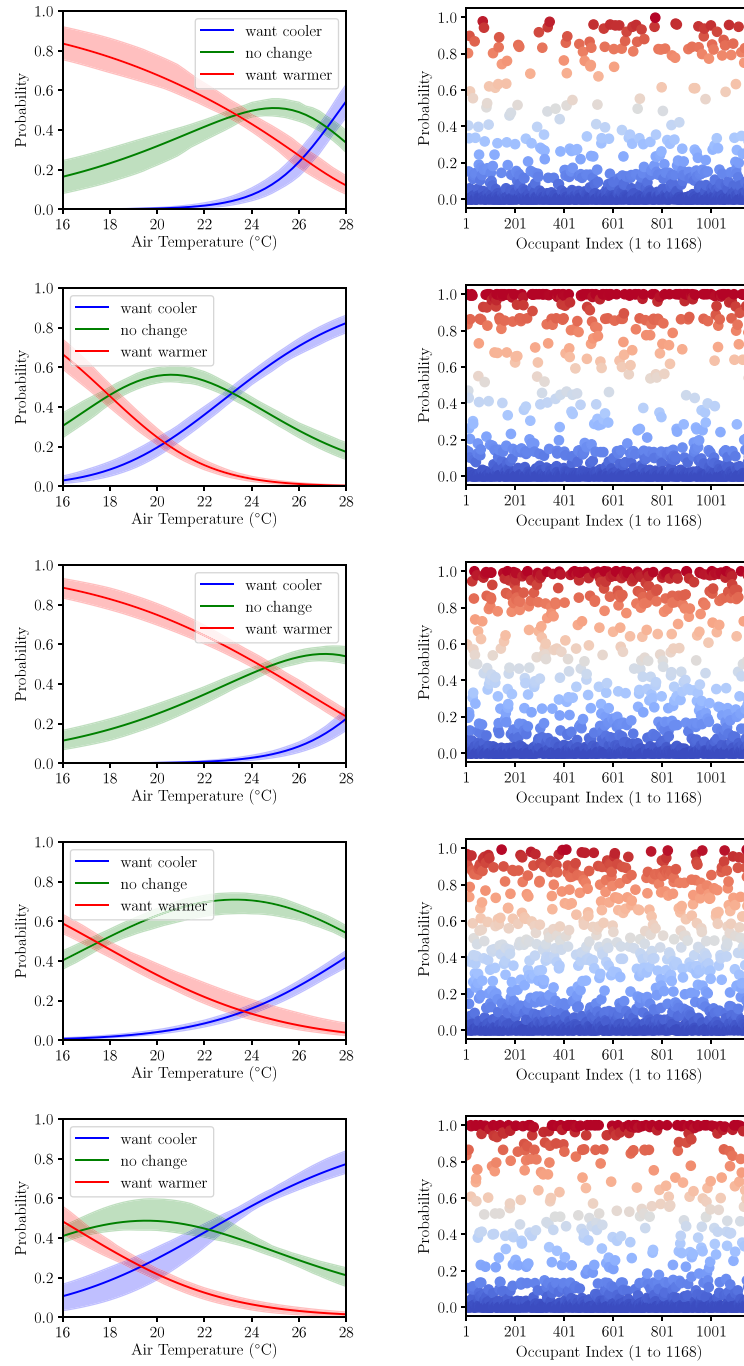 1.0
0.8
0.6
0.4
0.2
0.0
Probability
want cooler
no change
want warmer
16 18 20 22 24 26 28
Air Temperature (°C)
1.0
0.8
0.6
0.4
0.2
0.0
Probability
1 201 401 601 801 1001
Occupant Index (1 to 1168)
1.0
0.8
0.6
0.4
0.2
0.0
Probability
want cooler
no change
want warmer
16 18 20 22 24 26 28
Air Temperature (°C)
1.0
0.8
0.6
0.4
0.2
0.0
Probability
1 201 401 601 801 1001
Occupant Index (1 to 1168)
1.0
0.8
0.6
0.4
0.2
0.0
Probability
want cooler
no change
want warmer
16 18 20 22 24 26 28
Air Temperature (°C)
1.0
0.8
0.6
0.4
0.2
0.0
Probability
1 201 401 601 801 1001
Occupant Index (1 to 1168)
1.0
0.8
0.6
0.4
0.2
0.0
Probability
want cooler
no change
want warmer
16 18 20 22 24 26 28
Air Temperature (°C)
1.0
0.8
0.6
0.4
0.2
0.0
Probability
1 201 401 601 801 1001
Occupant Index (1 to 1168)
1.0
0.8
0.6
0.4
0.2
0.0
Probability
want cooler
no change
want warmer
16 18 20 22 24 26 28
Air Temperature (°C)
1.0
0.8
0.6
0.4
0.2
0.0
Probability
1 201 401 601 801 1001
Occupant Index (1 to 1168)